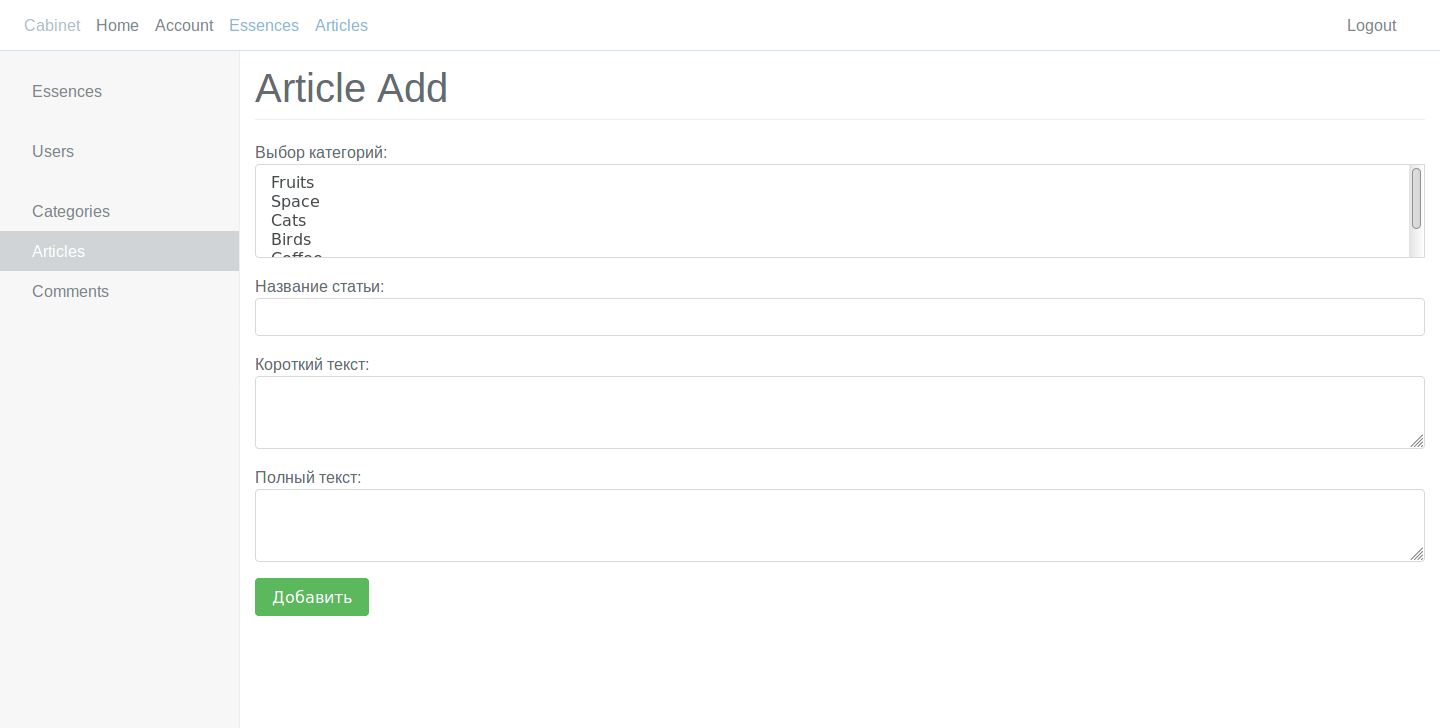 Cabinet Home Account Essences Articles Logout
Essences
Users
Categories
Articles
Comments
Article Add
Выбор категорий:
Fruits
Space
Cats
Birds
Coffee
Название статьи:
Короткий текст:
Полный текст:
Добавить